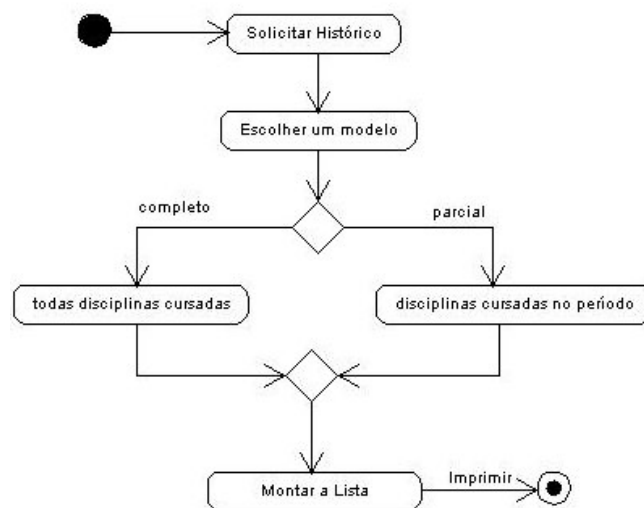 Solicitar Histórico
Escolher um modelo
completo
parcial
todas disciplinas cursadas
disciplinas cursadas no período
Montar a Lista
Imprimir